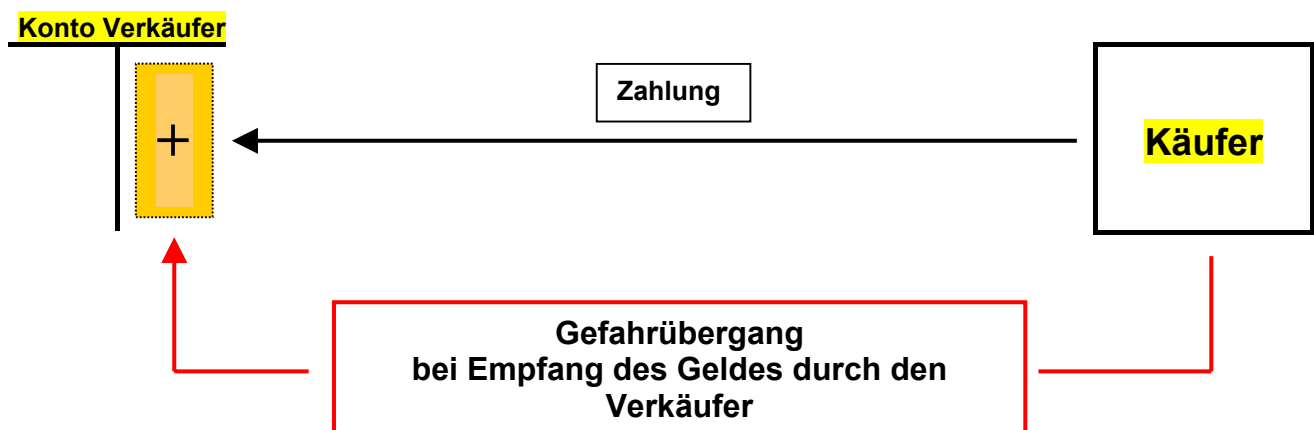 Konto Verkäufer
Zahlung
+
Käufer
Gefahrübergang
bei Empfang des Geldes durch den
Verkäufer